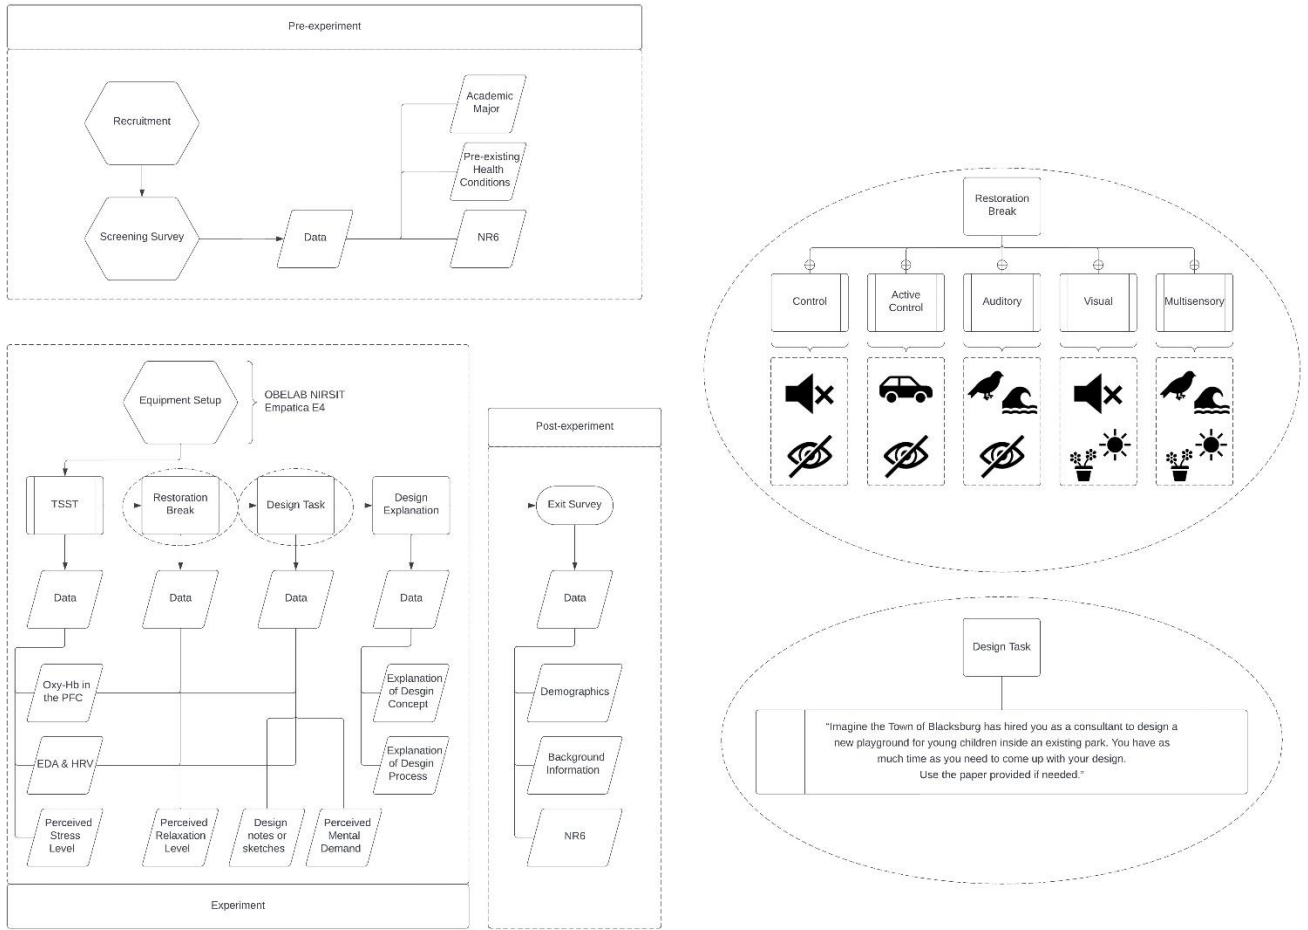 Pre-experiment
Recruitment
Academic
Major
Pre-existing
Health
Conditions
Screening Survey
Data
NR6
Equipment Setup
OBELAB NIRSIT
Empatica E4
TSST
Restoration
Break
Design Task
Design
Explanation
Data
Data
Data
Data
Oxy-Hb in
the PFC
Explanation
of Desgin
Concept
EDA & HRV
Explanation
of Desgin
Process
Perceived
Stress
Level
Perceived
Relaxation
Level
Design
notes or
sketches
Perceived
Mental
Demand
Experiment
Post-experiment
Exit Survey
Data
Demographics
Background
Information
NR6
Restoration
Break
Control
Active
Control
Auditory
Visual
Multisensory
Design Task
"Imagine the Town of Blacksburg has hired you as a consultant to design a
new playground for young children inside an existing park. You have as
much time as you need to come up with your design.
Use the paper provided if needed."